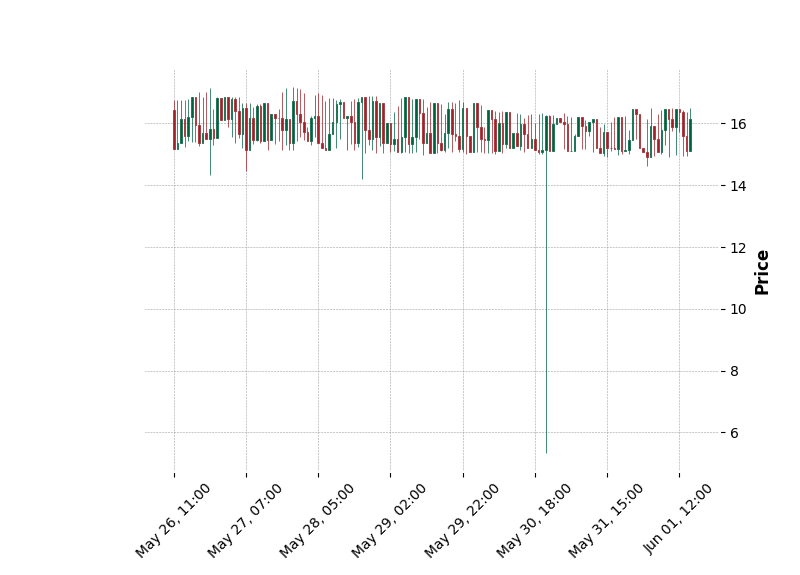 16
14
12
10
8
6
Price
May 26, 11:00
May 27, 07:00
May 28, 05:00
May 29, 02:00
May 29, 22:00
May 30, 18:00
May 31, 15:00
Jun 01, 12:00